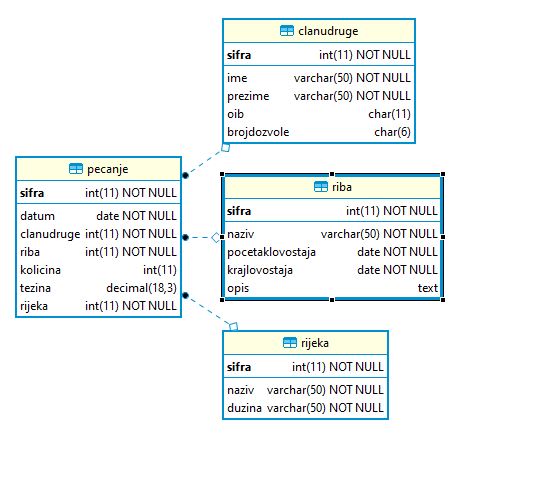 clanudruge
sifra int(11) NOT NULL
ime varchar(50) NOT NULL
prezime varchar(50) NOT NULL
oib char(11)
brojdozvole char(6)
pecanje
sifra int(11) NOT NULL
datum date NOT NULL
clanudruge int(11) NOT NULL
riba int(11) NOT NULL
kolicina int(11)
tezina decimal(18,3)
rijeka int(11) NOT NULL
riba
sifra int(11) NOT NULL
naziv varchar(50) NOT NULL
pocetaklovostaja date NOT NULL
krajlovostaja date NOT NULL
opis text
rijeka
sifra int(11) NOT NULL
naziv varchar(50) NOT NULL
duzina varchar(50) NOT NULL